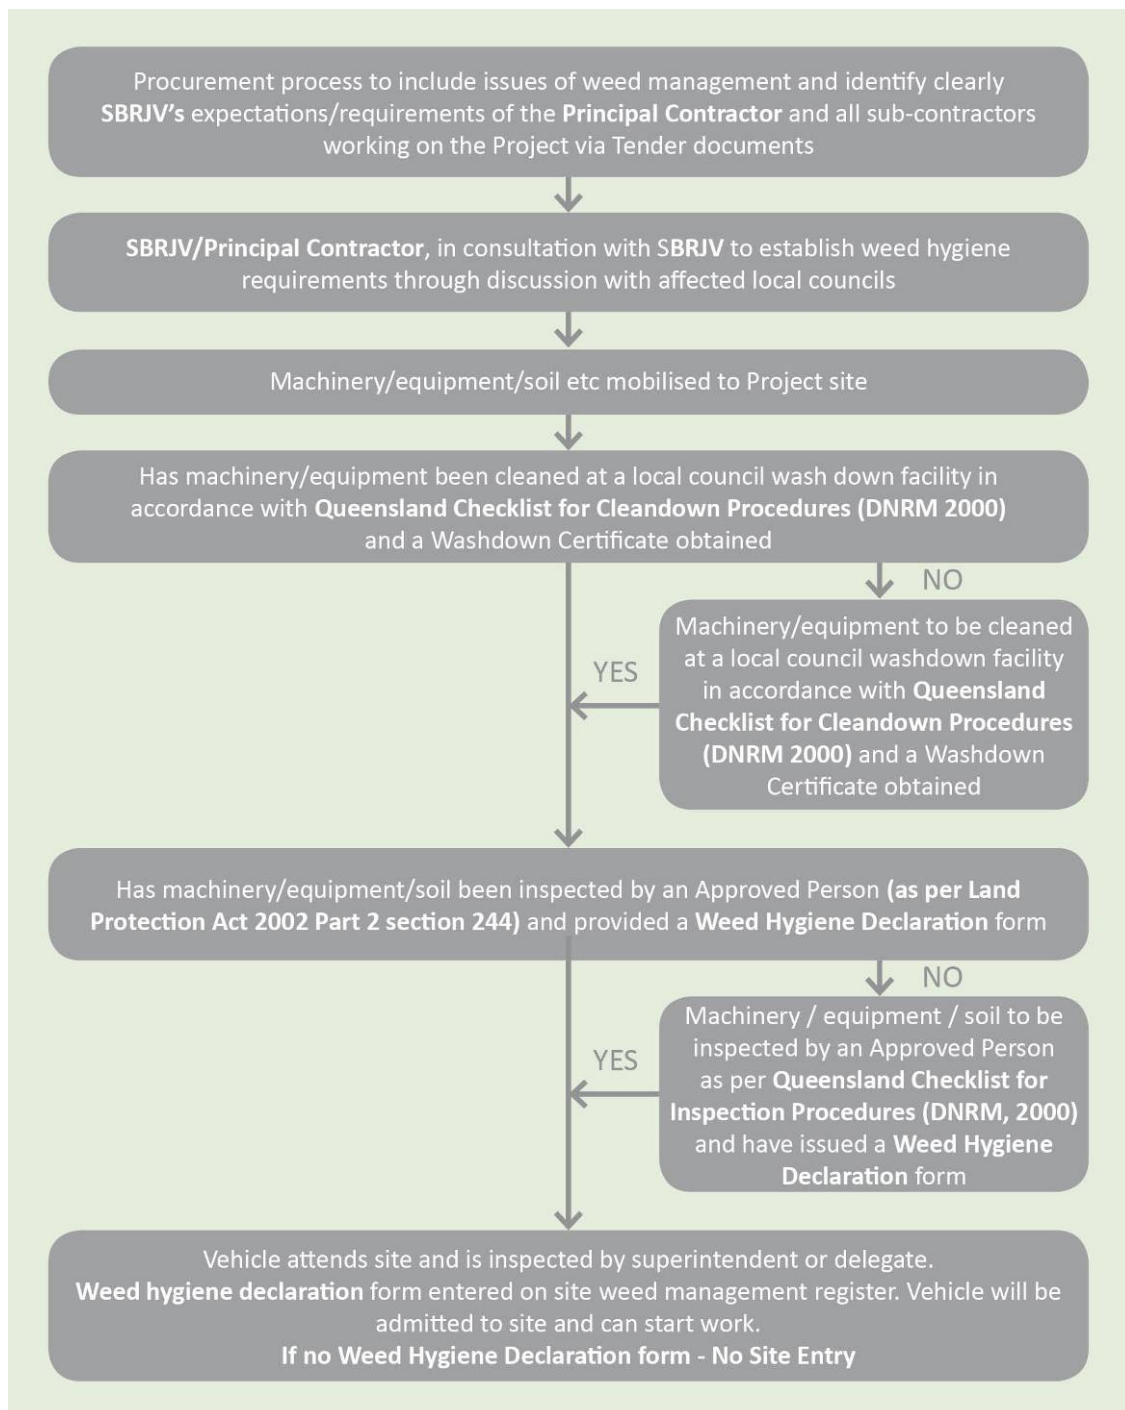 Procurement process to include issues of weed management and identify clearly
SBRJV's expectations/requirements of the Principal Contractor and all sub-contractors
working on the Project via Tender documents
SBRJV/Principal Contractor, in consultation with SBRJV to establish weed hygiene
requirements through discussion with affected local councils
Machinery/equipment/soil etc mobilised to Project site
Has machinery/equipment been cleaned at a local council wash down facility in
accordance with Queensland Checklist for Cleandown Procedures (DNRM 2000)
and a Washdown Certificate obtained
NO
Machinery/equipment to be cleaned
at a local council washdown facility
in accordance with Queensland
Checklist for Cleandown Procedures
(DNRM 2000) and a Washdown
Certificate obtained
YES
Has machinery/equipment/soil been inspected by an Approved Person (as per Land
Protection Act 2002 Part 2 section 244) and provided a Weed Hygiene Declaration form
NO
Machinery / equipment / soil to be
inspected by an Approved Person
as per Queensland Checklist for
Inspection Procedures (DNRM, 2000)
and have issued a Weed Hygiene
Declaration form
YES
Vehicle attends site and is inspected by superintendent or delegate.
Weed hygiene declaration form entered on site weed management register. Vehicle will be
admitted to site and can start work.
If no Weed Hygiene Declaration form - No Site Entry